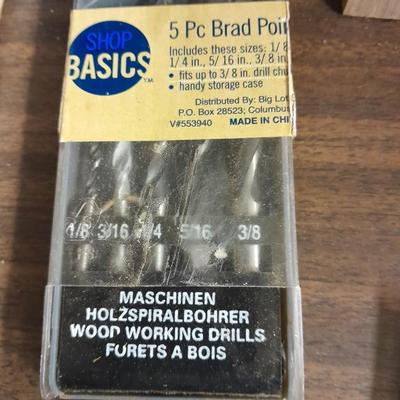 SHOP
BASICS TM
5 Pc Brad Poi
Includes these sizes: 1/8
1/4 in., 5/16 in., 3/8 in
• fits up to 3/8 in. drill chu
• handy storage case
Distributed By: Big Lot
P.O. Box 28523; Columbus
V#553940 MADE IN CHI
1/8 3/16 1/4 5/16 3/8
MASCHINEN
HOLZSPIRALBOHRER
WOOD WORKING DRILLS
FORETS A BOIS